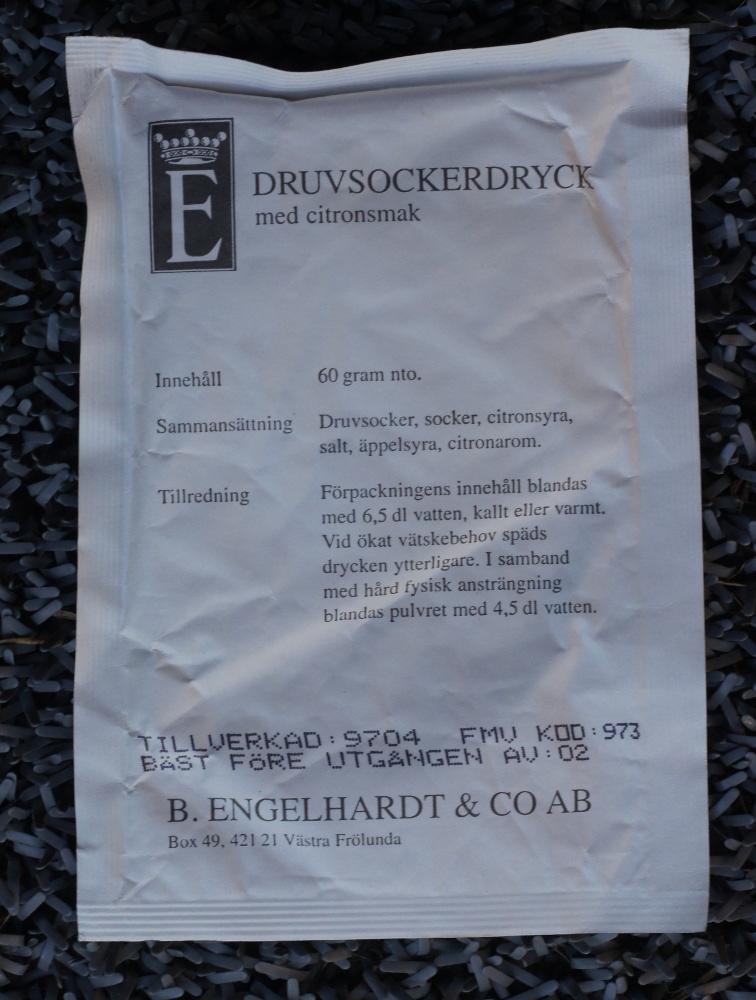 E
DRUVSOCKERDRYCK
med citronsmak
Innehåll 60 gram nto.
Sammansättning Druvsocker, socker, citronsyra,
salt, äppelsyra, citronarom.
Tillredning Förpackningens innehåll blandas
med 6,5 dl vatten, kallt eller varmt.
Vid ökat vätskebehov späds
drycken ytterligare. I samband
med hård fysisk ansträngning
blandas pulvret med 4,5 dl vatten.
TILLVERKAD:9704 FMV KOD:973
BÄST FÖRE UTGÅNGEN AV:02
B. ENGELHARDT & CO AB
Box 49, 421 21 Västra Frölunda